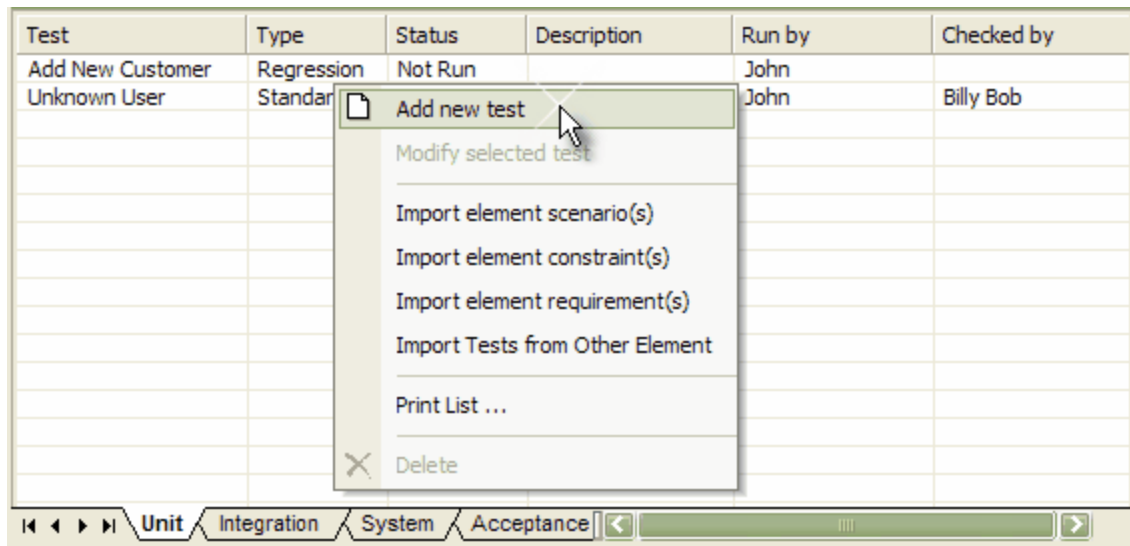 Test Type Status Description Run by Checked by
Add New Customer Regression Not Run John
Unknown User Standar John Billy Bob
Add new test
Modify selected test
Import element scenario(s)
Import element constraint(s)
Import element requirement(s)
Import Tests from Other Element
Print List ...
Delete
Unit Integration System Acceptance